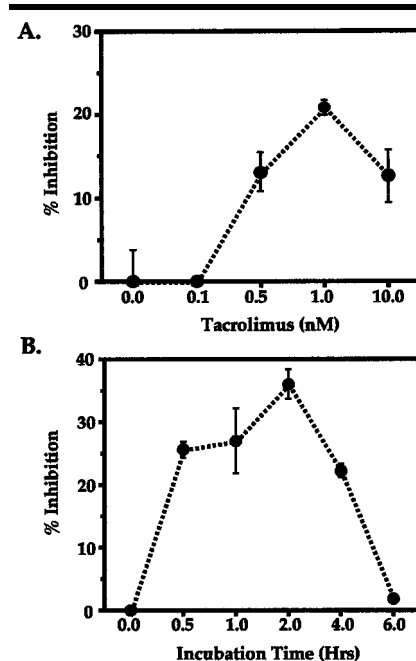 A.
30
20
10
0
% Inhibition
0.0 0.1 0.5 1.0 10.0
Tacrolimus (nM)
B.
40
30
20
10
0
% Inhibition
0.0 0.5 1.0 2.0 4.0 6.0
Incubation Time (Hrs)